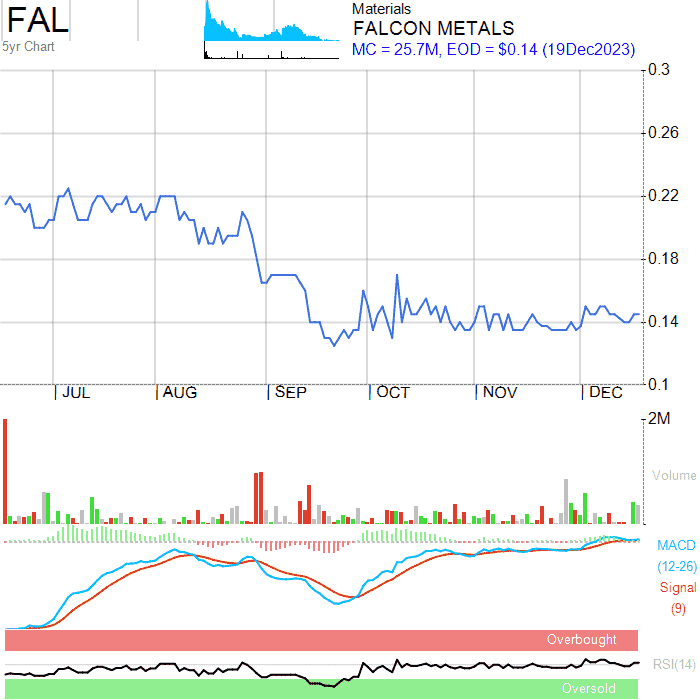 FAL
5yr Chart
Materials
FALCON METALS
MC = 25.7M, EOD = $0.14 (19Dec2023)
0.3
0.26
0.22
0.18
0.14
0.1
JUL AUG SEP OCT NOV DEC
2M
Volume
MACD
(12-26)
Signal
(9)
Overbought
RSI(14)
Oversold